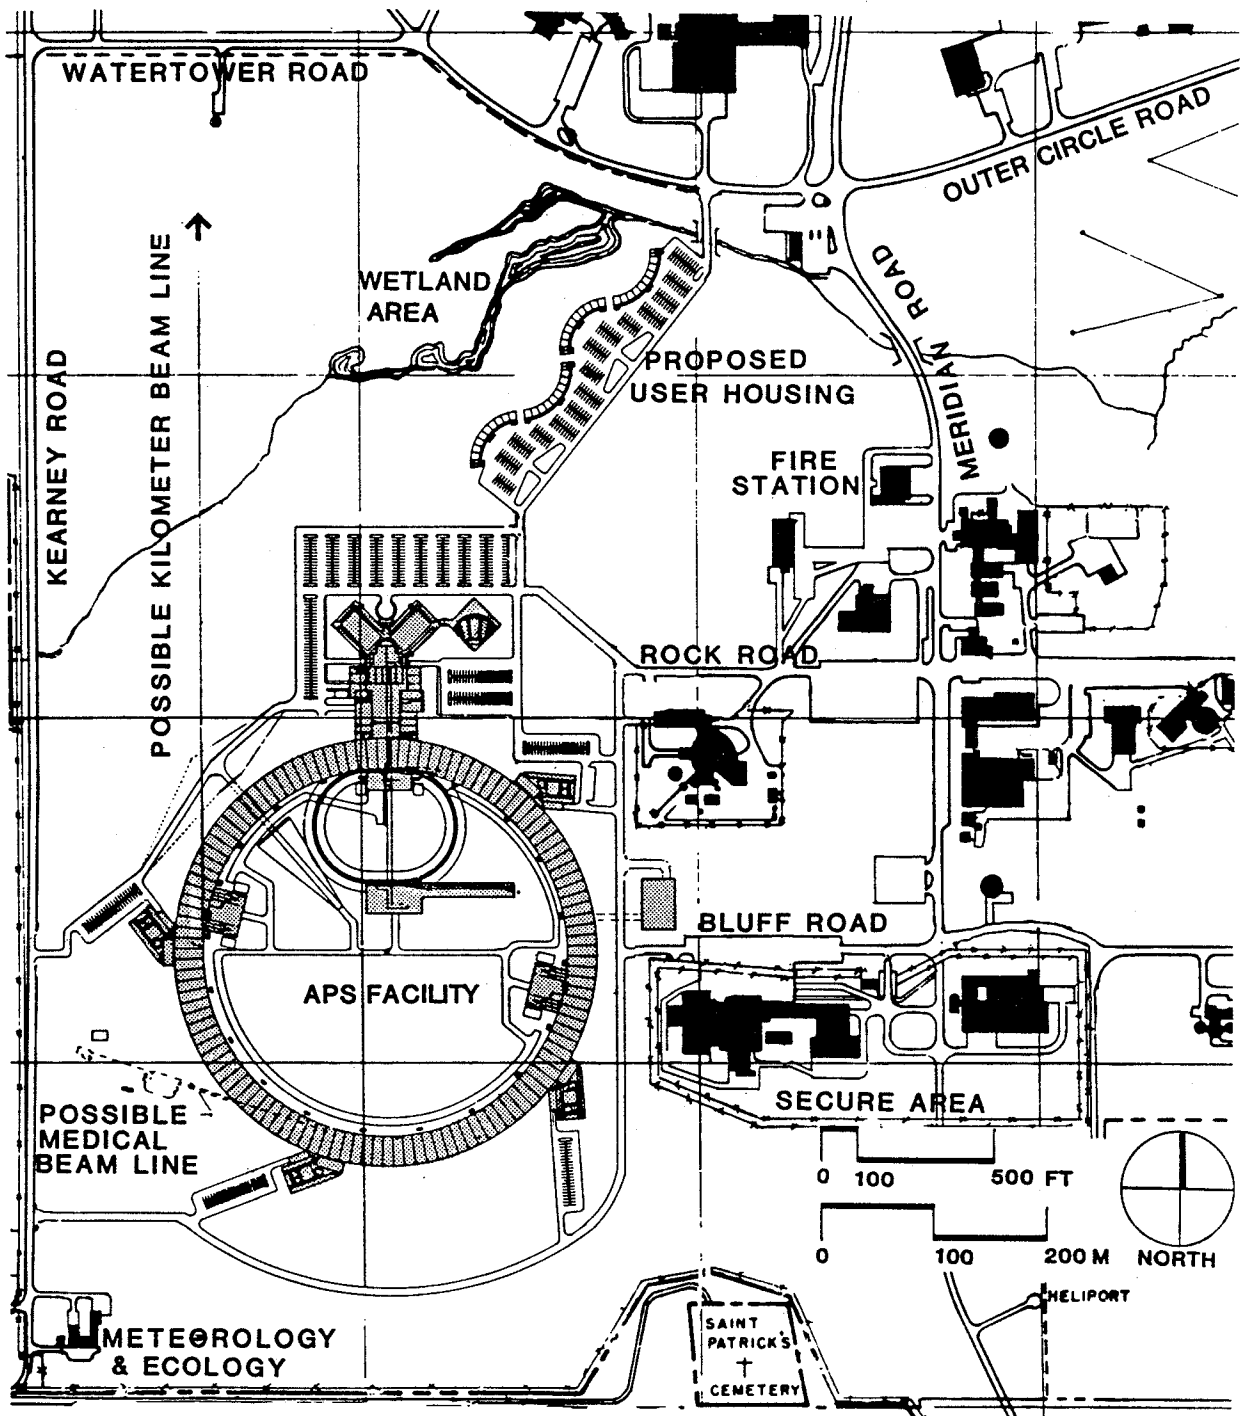 WATERTOWER ROAD
OUTER CIRCLE ROAD
POSSIBLE KILOMETER BEAM LINE
WETLAND
AREA
MERIDIAN ROAD
KEARNEY ROAD
PROPOSED
USER HOUSING
FIRE
STATION
ROCK ROAD
BLUFF ROAD
APS FACILITY
SECURE AREA
POSSIBLE
MEDICAL
BEAM LINE
0 100 500 FT
0 100 200 M
NORTH
HELIPORT
METEOROLOGY
& ECOLOGY
SAINT
PATRICK'S
CEMETERY